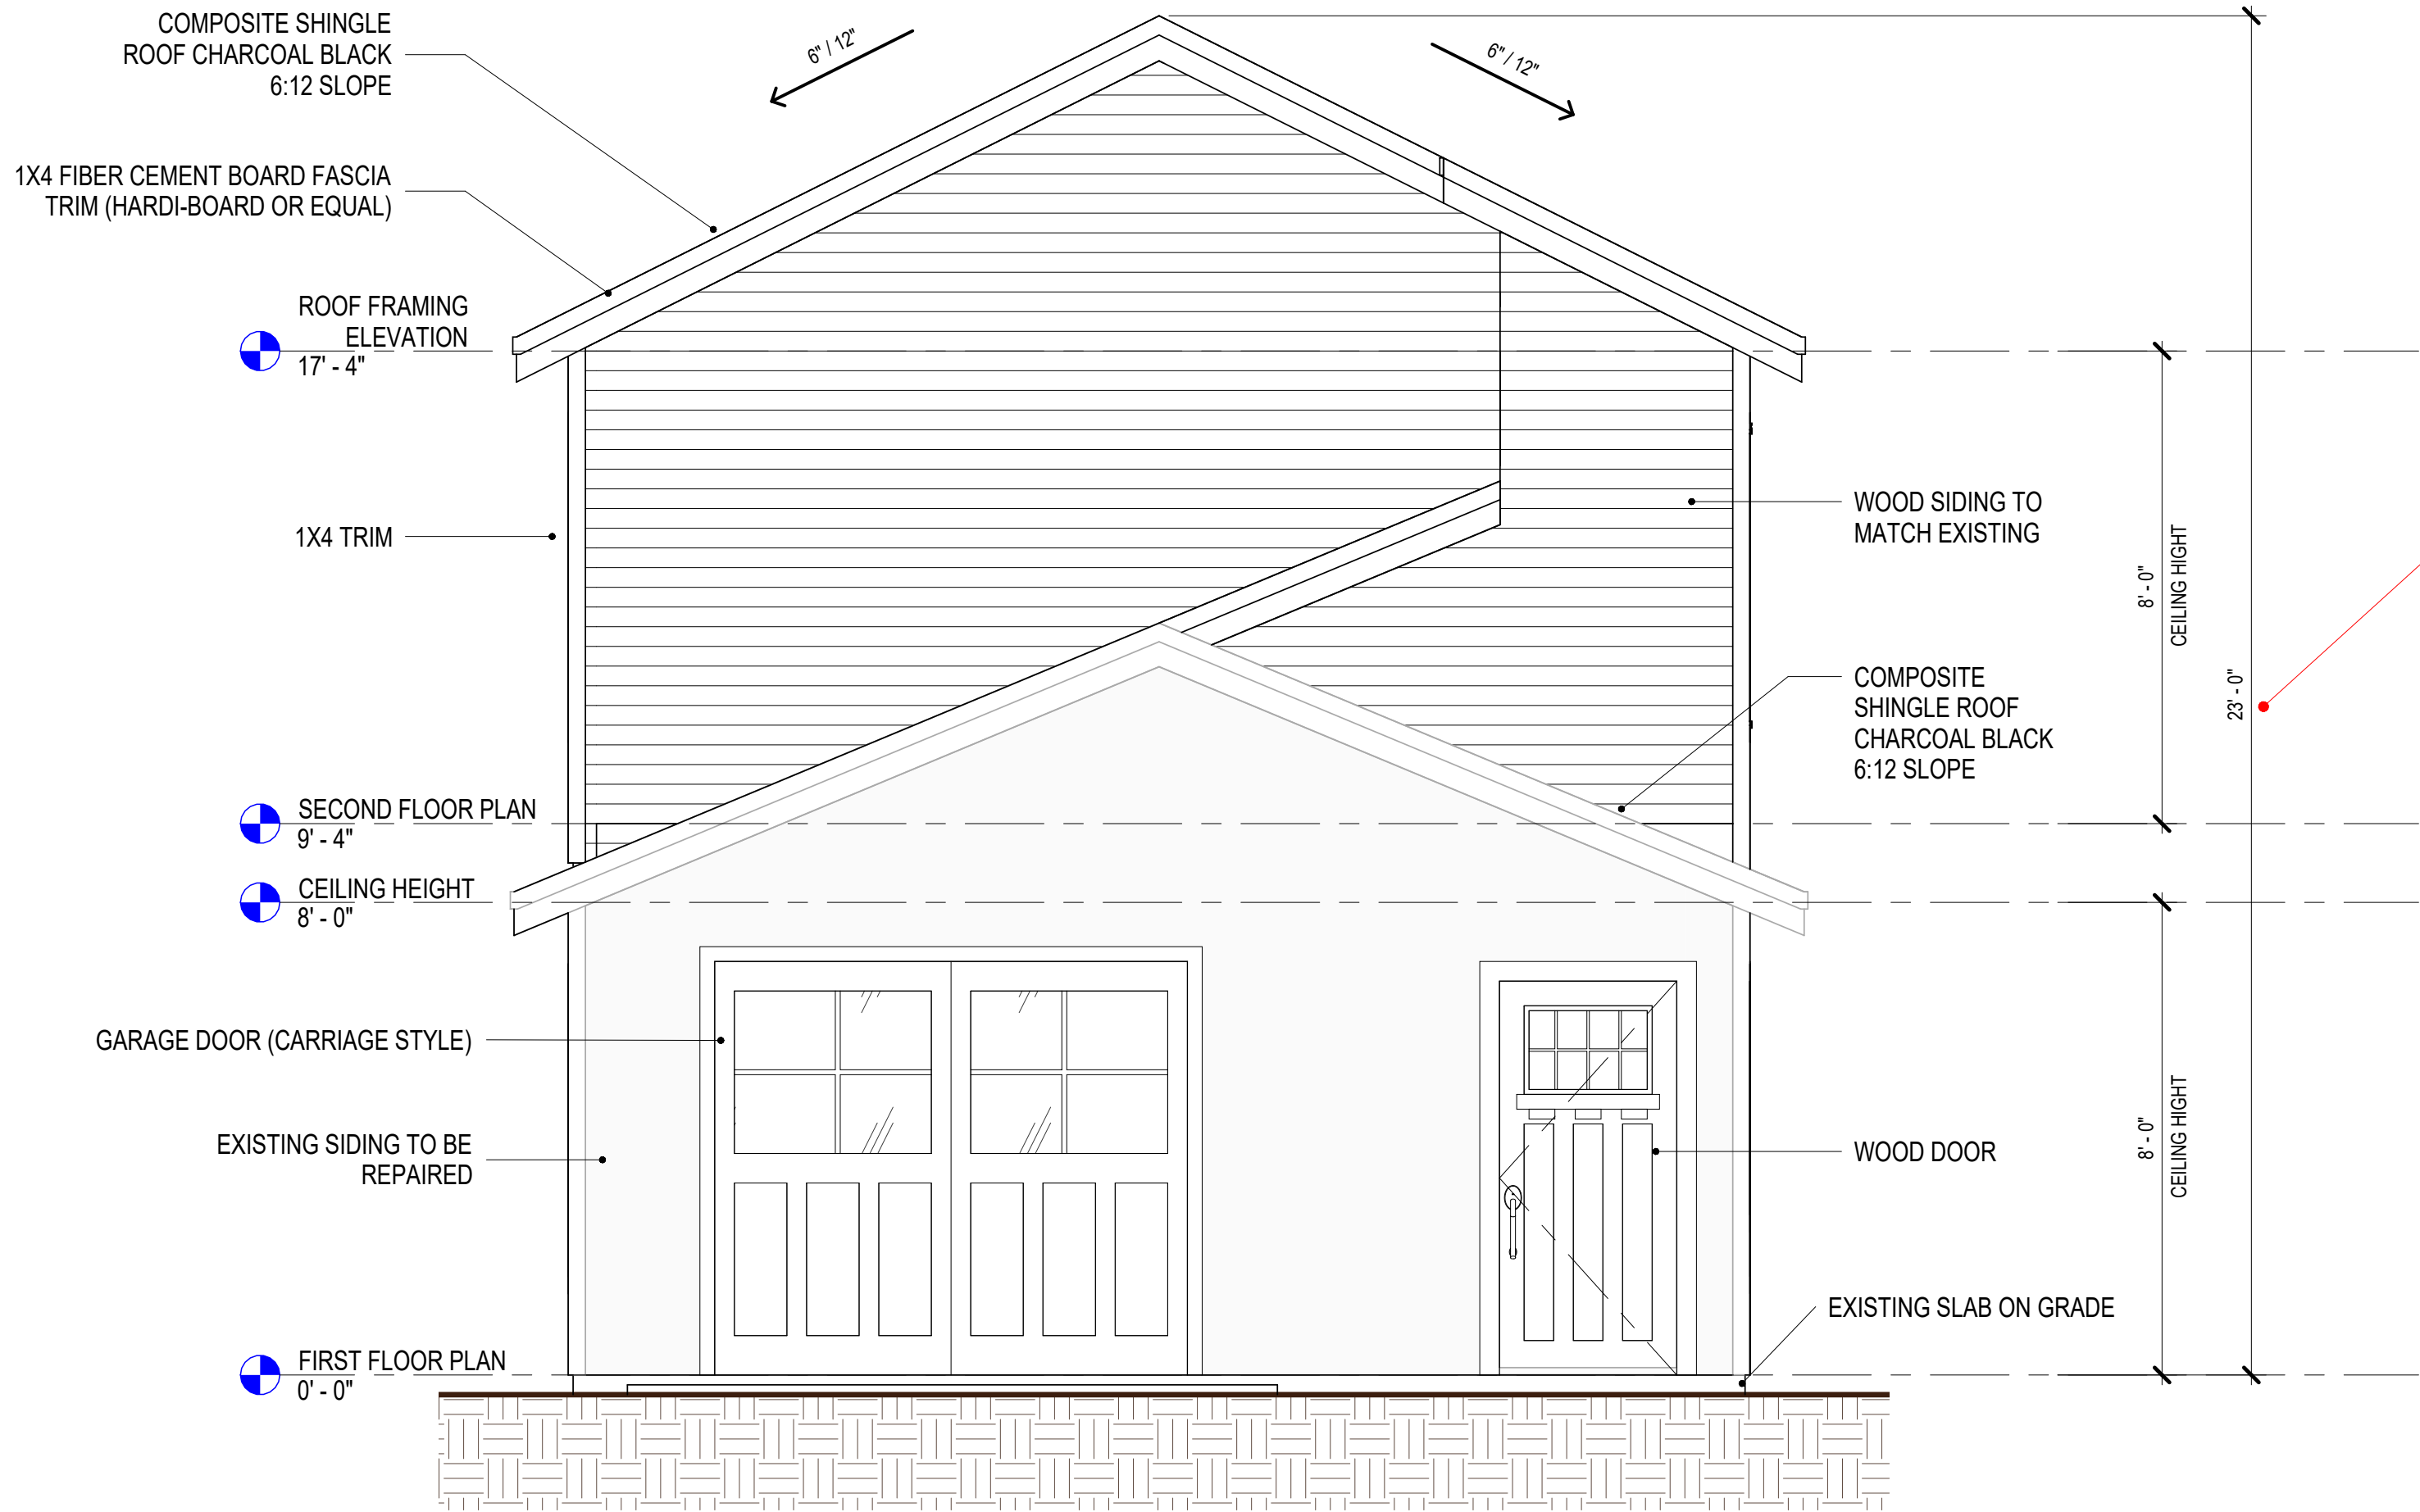 COMPOSITE SHINGLE
ROOF CHARCOAL BLACK
6:12 SLOPE
6" / 12"
6" / 12"
1X4 FIBER CEMENT BOARD FASCIA
TRIM (HARDI-BOARD OR EQUAL)
ROOF FRAMING
ELEVATION
17' - 4"
1X4 TRIM
WOOD SIDING TO
MATCH EXISTING
8' - 0"
CEILING HIGHT
23' - 0"
COMPOSITE
SHINGLE ROOF
CHARCOAL BLACK
6:12 SLOPE
SECOND FLOOR PLAN
9' - 4"
CEILING HEIGHT
8' - 0"
GARAGE DOOR (CARRIAGE STYLE)
EXISTING SIDING TO BE
REPAIRED
WOOD DOOR
8' - 0"
CEILING HIGHT
EXISTING SLAB ON GRADE
FIRST FLOOR PLAN
0' - 0"